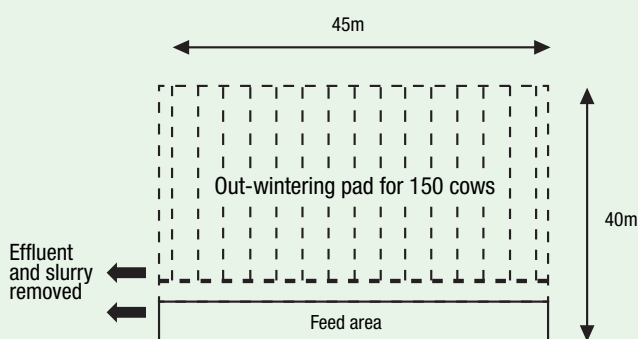 45m
Out-wintering pad for 150 cows
40m
Effluent
and slurry
removed
Feed area